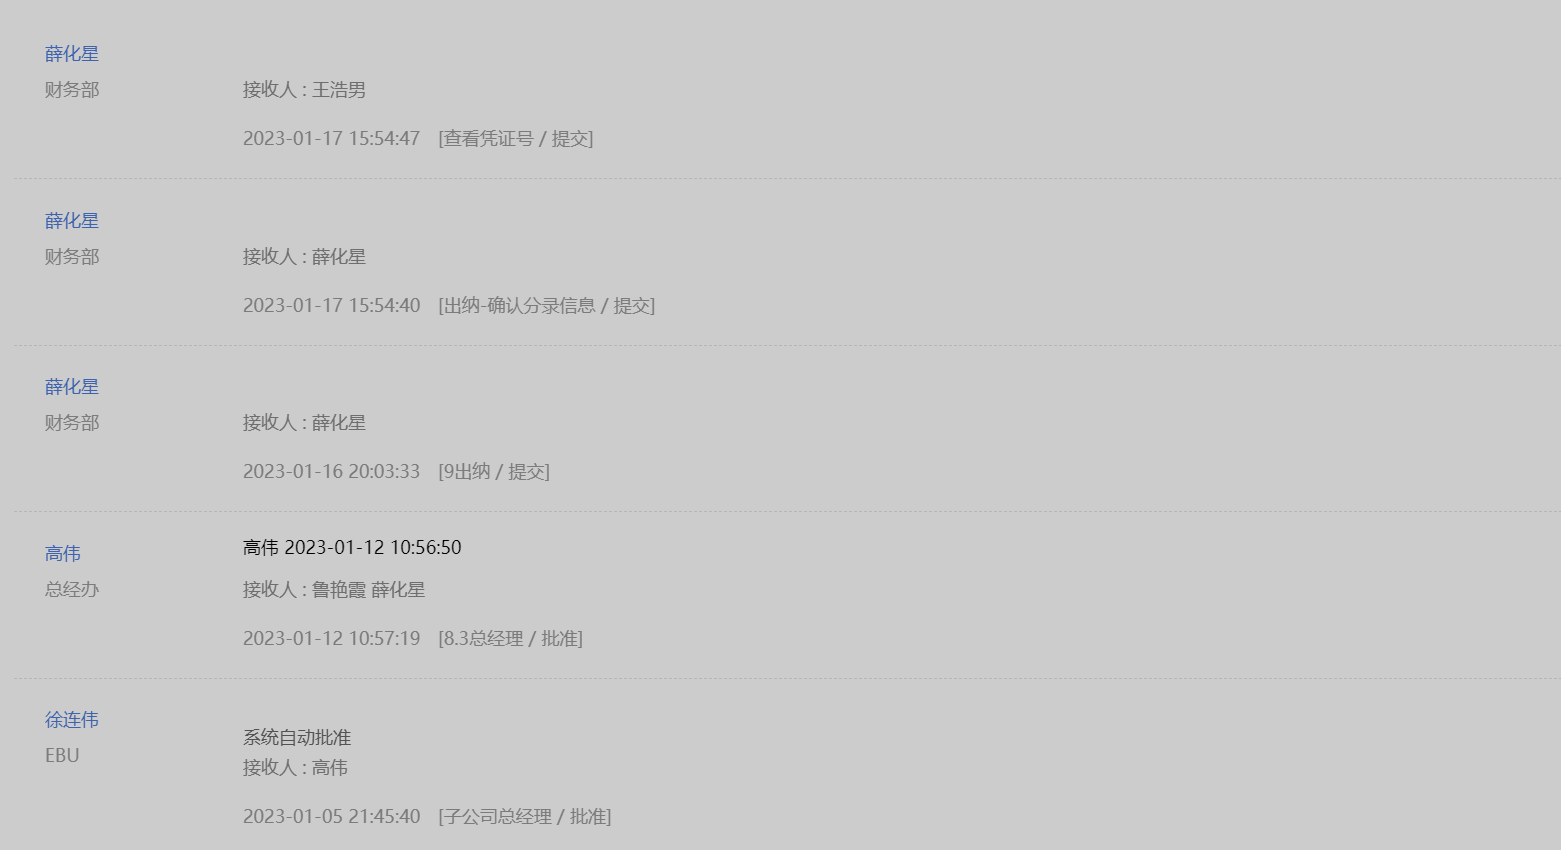 薛化星
财务部
接收人 : 王浩男
2023-01-17 15:54:47 [查看凭证号 / 提交]
薛化星
财务部
接收人 : 薛化星
2023-01-17 15:54:40 [出纳-确认分录信息 / 提交]
薛化星
财务部
接收人 : 薛化星
2023-01-16 20:03:33 [9出纳 / 提交]
高伟
高伟 2023-01-12 10:56:50
总经办
接收人 : 鲁艳霞 薛化星
2023-01-12 10:57:19 [8.3总经理 / 批准]
徐连伟
系统自动批准
EBU
接收人 : 高伟
2023-01-05 21:45:40 [子公司总经理 / 批准]